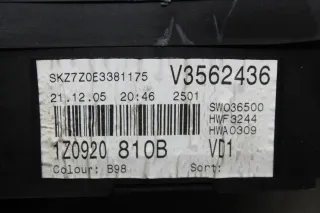 SKZ7Z0E3381175 V3562436
21.12.05 20:46 2501
SW036500
HWF3244
HWA0309
1Z0920 810B VD1
Colour: B98 Sort: